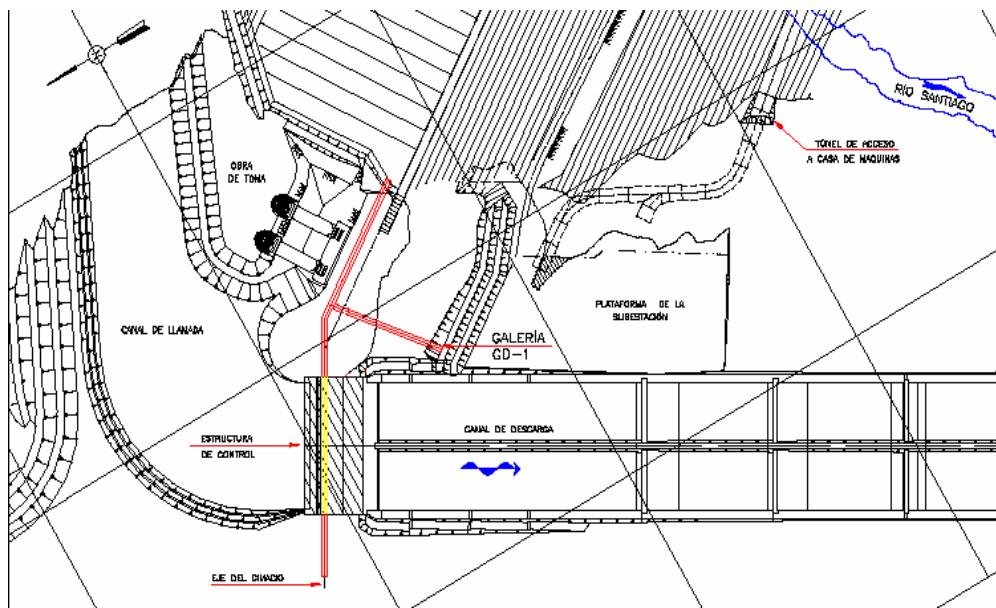 RIO SANTIAGO
TÚNEL DE ACCESO
A CASA DE MAQUINAS
OBRA
DE TOMA
PLATAFORMA DE LA
SUBESTACIÓN
CANAL DE LLAMADA
GALERÍA
GD-1
ESTRUCTURA
DE CONTROL
CANAL DE DESCARGA
EJE DEL CIMACIO